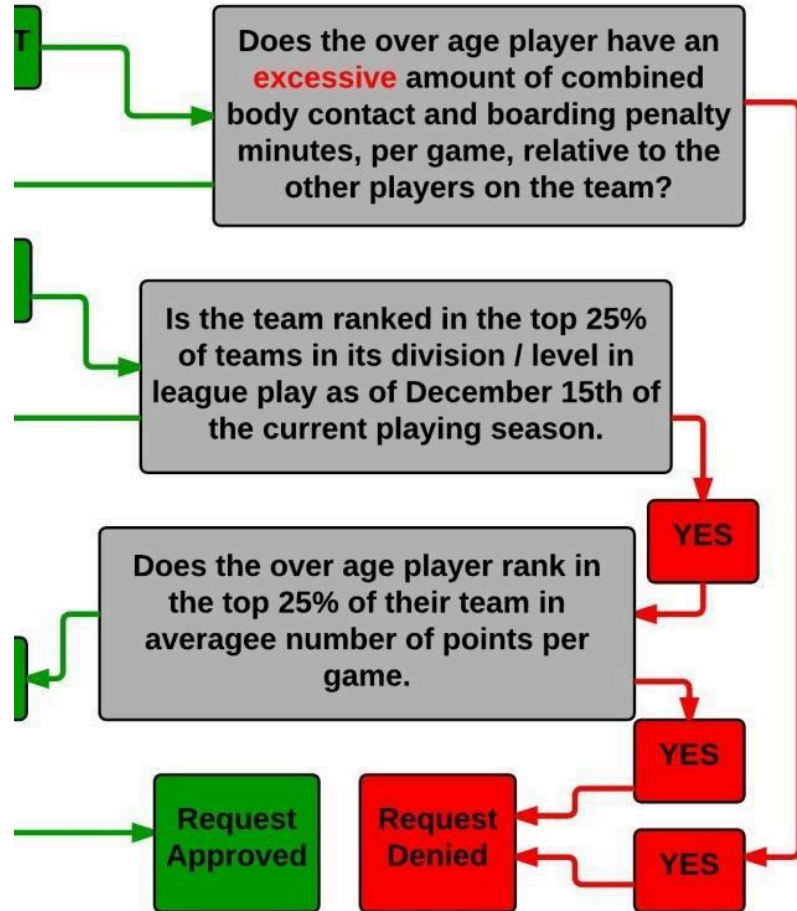 T
Does the over age player have an
excessive amount of combined
body contact and boarding penalty
minutes, per game, relative to the
other players on the team?
Is the team ranked in the top 25%
of teams in its division / level in
league play as of December 15th of
the current playing season.
YES
Does the over age player rank in
the top 25% of their team in
averagee number of points per
game.
YES
Request
Approved
Request
Denied
YES